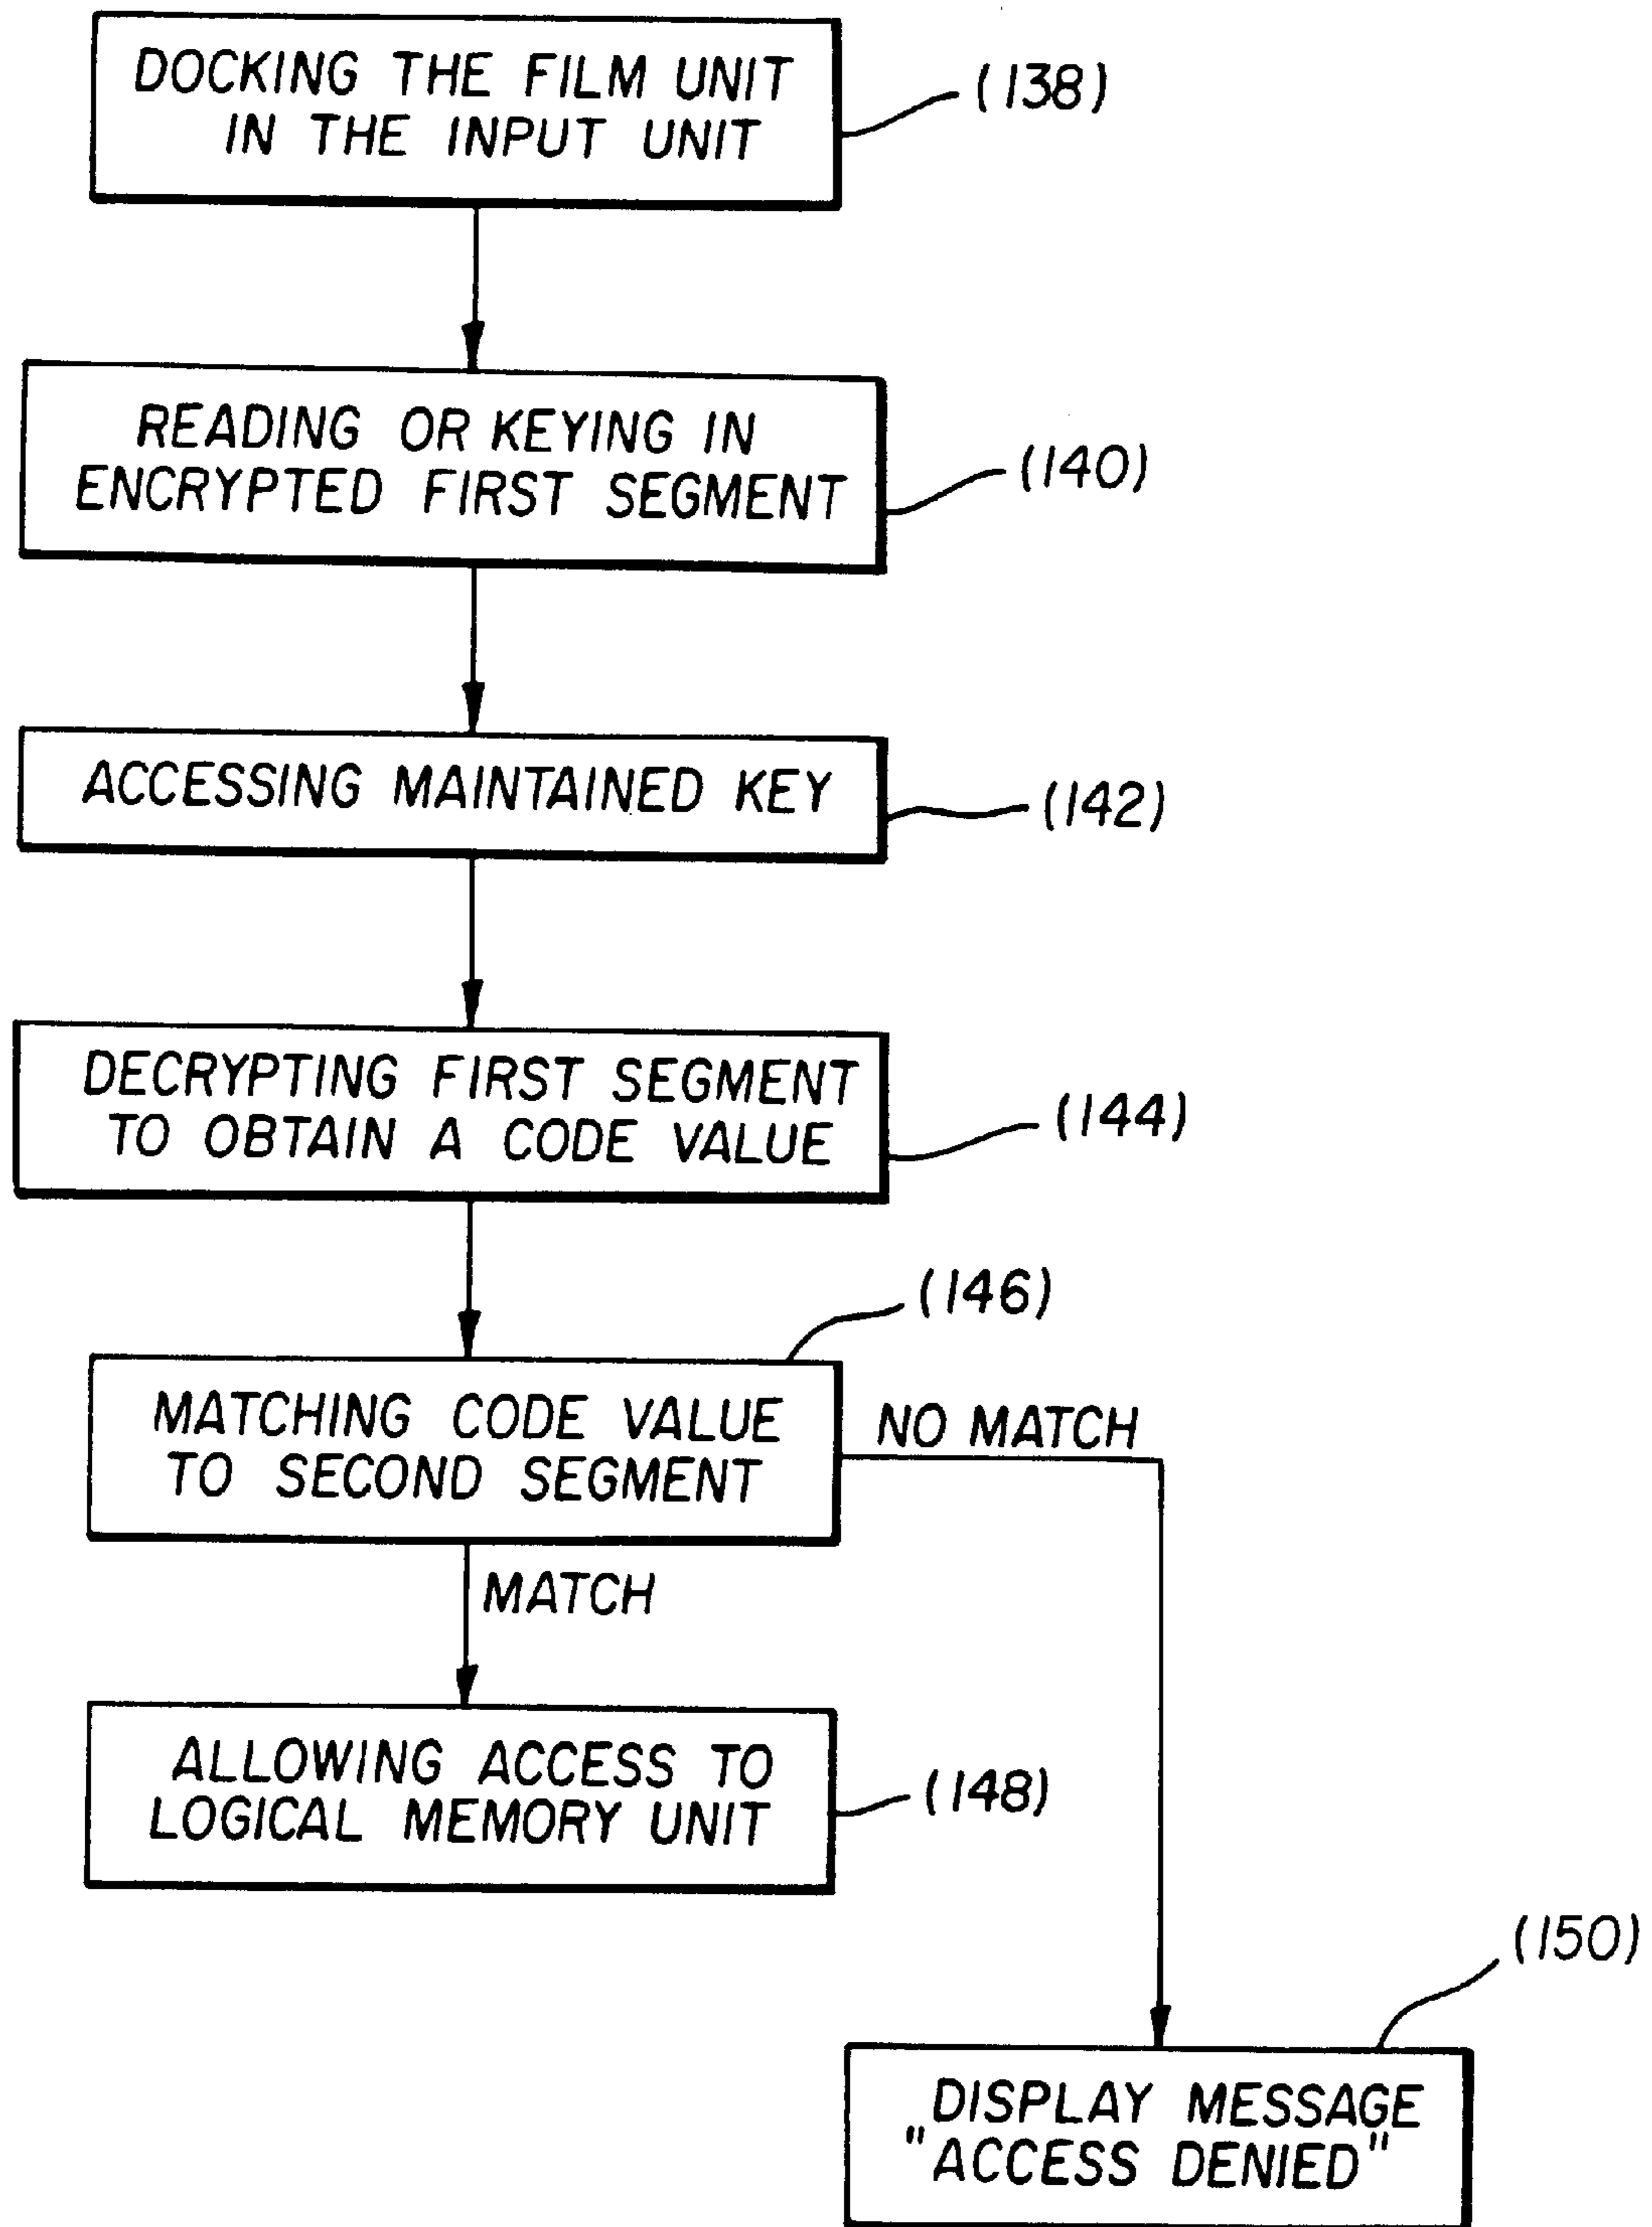 DOCKING THE FILM UNIT
IN THE INPUT UNIT
(138)
READING OR KEYING IN
ENCRYPTED FIRST SEGMENT
(140)
ACCESSING MAINTAINED KEY
(142)
DECRYPTING FIRST SEGMENT
TO OBTAIN A CODE VALUE
(144)
(146)
MATCHING CODE VALUE
TO SECOND SEGMENT
NO MATCH
MATCH
ALLOWING ACCESS TO
LOGICAL MEMORY UNIT
(148)
(150)
DISPLAY MESSAGE
"ACCESS DENIED"